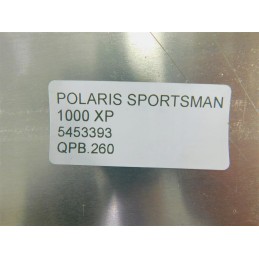 POLARIS SPORTSMAN
1000 XP
5453393
QPB.260